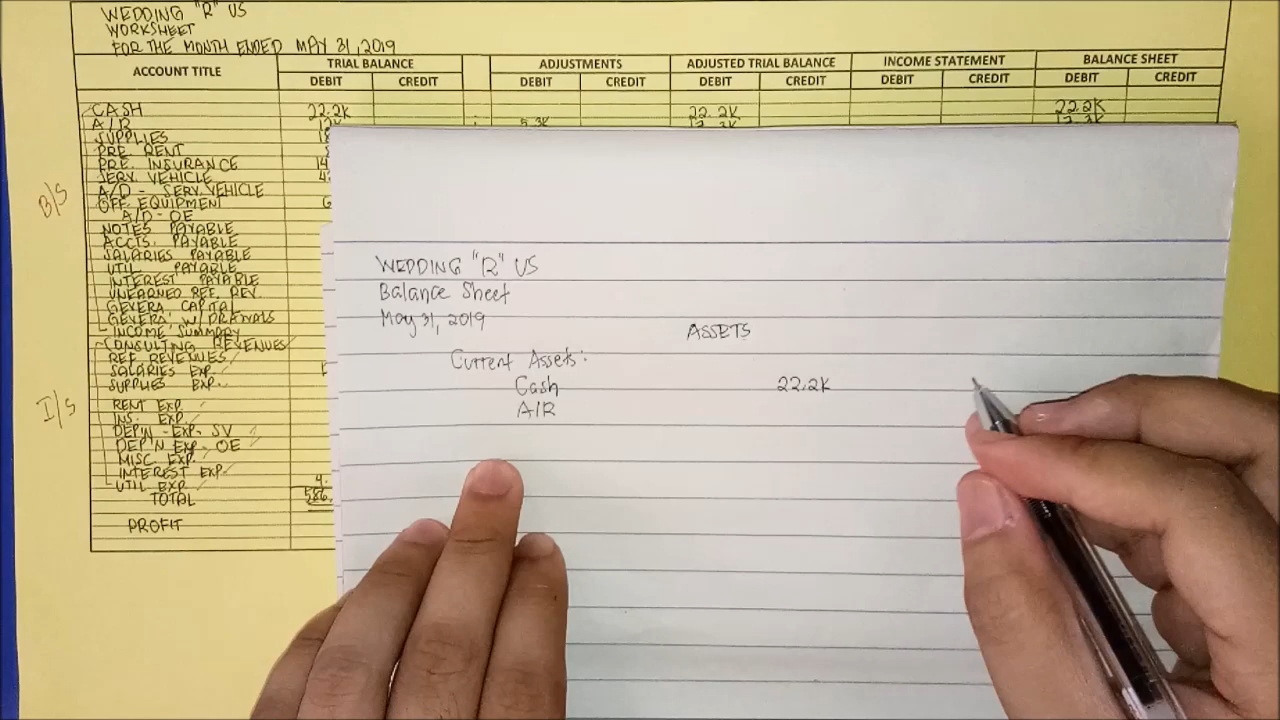 WEDDING "R" US
WORKSHEET
FOR THE MONTH ENDED MAY 31, 2019
ACCOUNT TITLE TRIAL BALANCE ADJUSTMENTS ADJUSTED TRIAL BALANCE INCOME STATEMENT BALANCE SHEET
DEBIT CREDIT DEBIT CREDIT DEBIT CREDIT DEBIT CREDIT DEBIT CREDIT
CASH 22.2K 22.2K 22.2K
A/R
SUPPLIES
PRE. RENT
PRE. INSURANCE
SERV. VEHICLE
A/D - SERV. VEHICLE
OFF. EQUIPMENT
A/D - OE
NOTES PAYABLE
ACCTS. PAYABLE
SALARIES PAYABLE
UTIL. PAYABLE
INTEREST PAYABLE
UNEARNED REF. REV.
GEVERA CAPITAL
GEVERA W/DRAWALS
INCOME SUMMARY
CONSULTING REVENUES
REF REVENUES
SALARIES EXP.
SUPPLIES EXP.
RENT EXP.
INS. EXP.
DEP'N - EXP. SV
DEP'N EXP. - OE
MISC. EXP.
INTEREST EXP.
UTIL EXP.
TOTAL
PROFIT
B/S
I/S
WEDDING "R" US
Balance Sheet
May 31, 2019
ASSETS
Current Assets:
Cash 22.2K
A/R